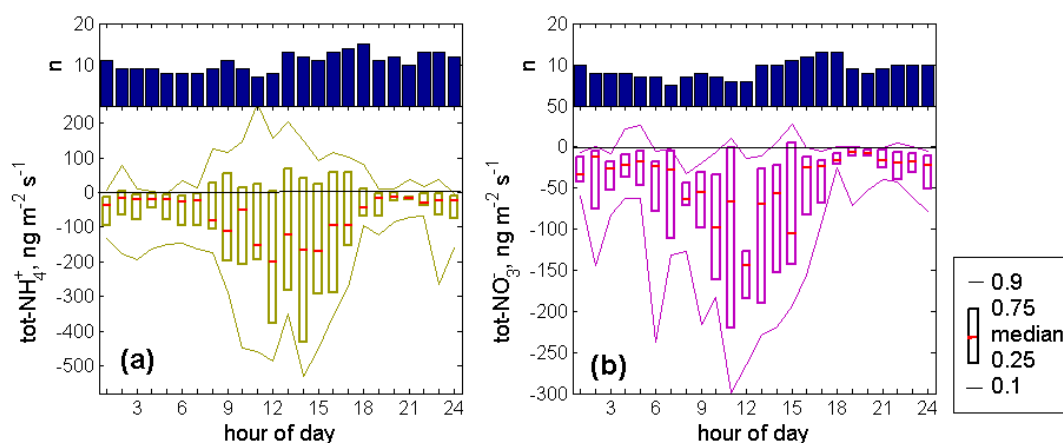 20
10
n
200
100
0
-100
-200
-300
-400
-500
tot-NH4+, ng m-2 s-1
(a)
3 6 9 12 15 18 21 24
hour of day
20
10
n
50
0
-50
-100
-150
-200
-250
-300
tot-NO3-, ng m-2 s-1
(b)
3 6 9 12 15 18 21 24
hour of day
0.9
0.75
median
0.25
0.1